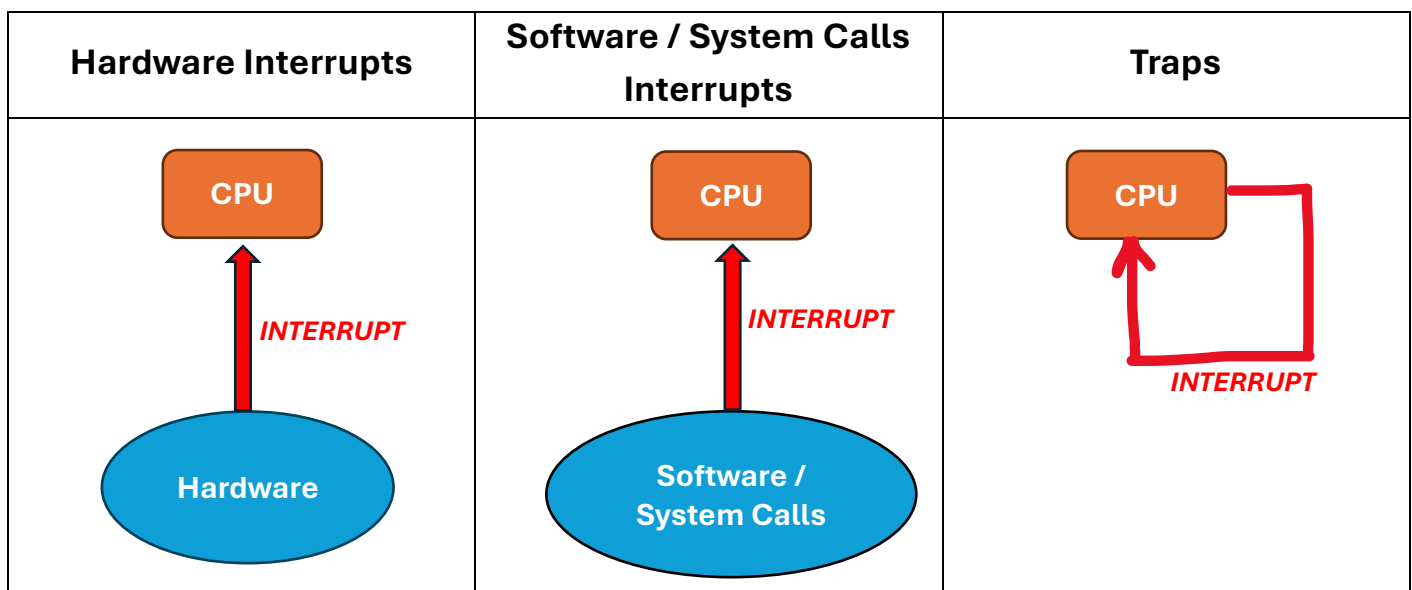 Hardware Interrupts
Software / System Calls
Interrupts
Traps
CPU
INTERRUPT
Hardware
CPU
INTERRUPT
Software /
System Calls
CPU
INTERRUPT